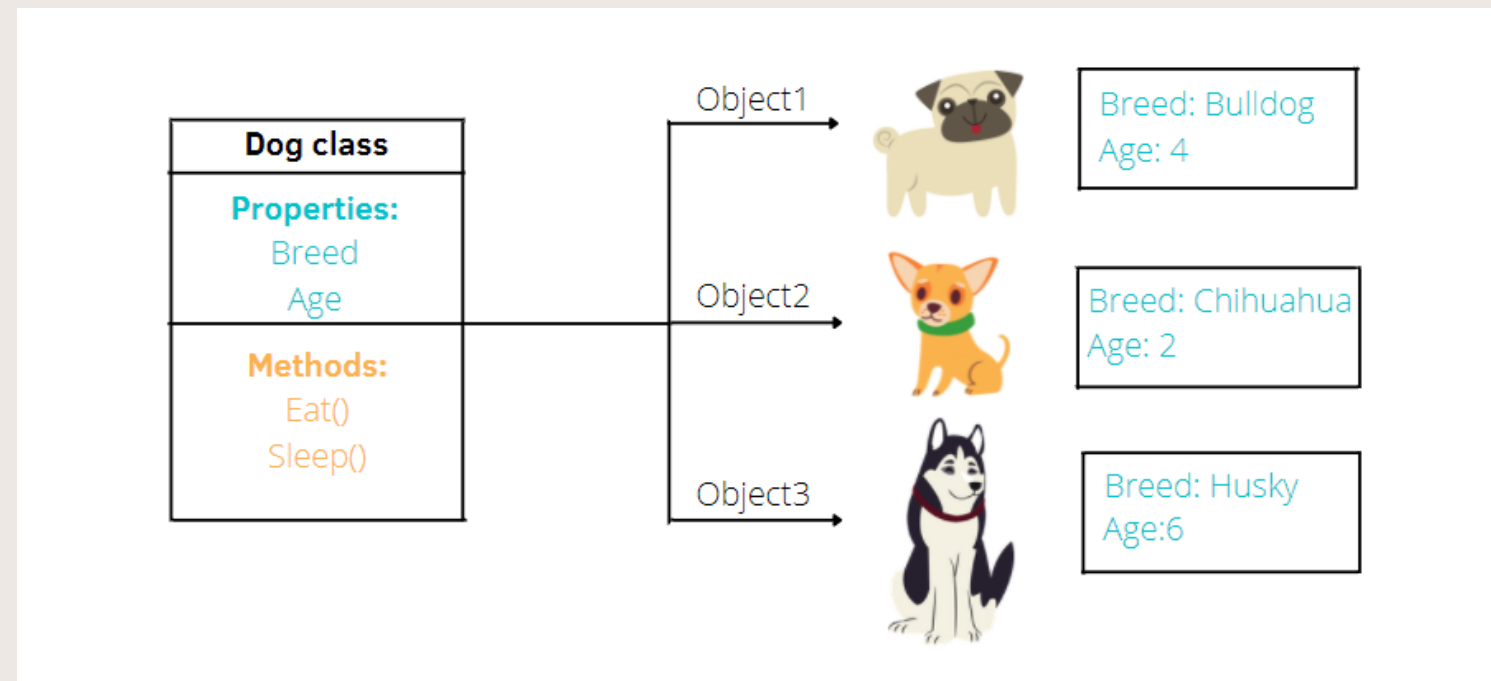 Dog class
Properties:
Breed
Age
Methods:
Eat()
Sleep()
Object1
Breed: Bulldog
Age: 4
Object2
Breed: Chihuahua
Age: 2
Object3
Breed: Husky
Age:6